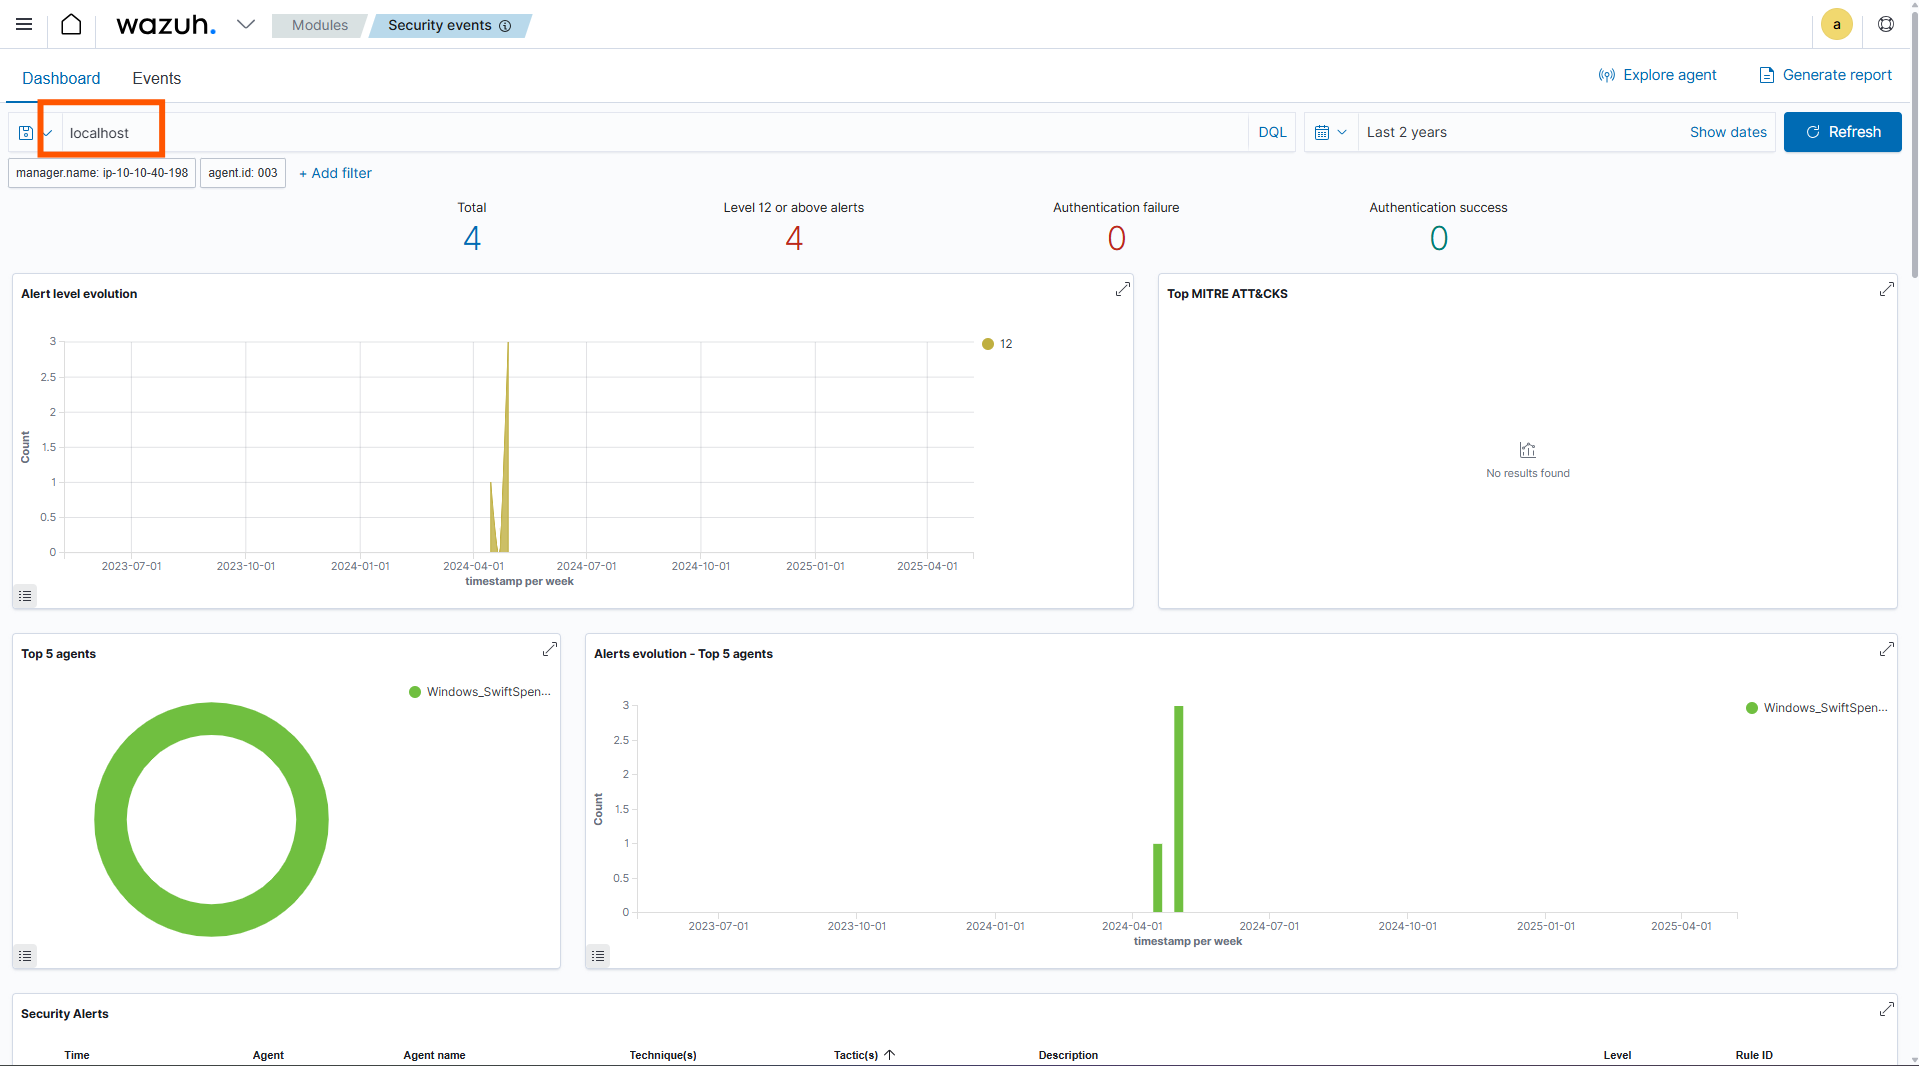 wazuh.
Modules
Security events
a
Dashboard
Events
Explore agent
Generate report
localhost
DQL
Last 2 years
Show dates
Refresh
manager.name: ip-10-10-40-198
agent.id: 003
+ Add filter
Total
4
Level 12 or above alerts
4
Authentication failure
0
Authentication success
0
Alert level evolution
3
2.5
2
1.5
1
0.5
0
Count
2023-07-01
2023-10-01
2024-01-01
2024-04-01
2024-07-01
2024-10-01
2025-01-01
2025-04-01
timestamp per week
12
Top MITRE ATT&CKS
No results found
Top 5 agents
Windows_SwiftSpen...
Alerts evolution - Top 5 agents
3
2.5
2
1.5
1
0.5
0
Count
2023-07-01
2023-10-01
2024-01-01
2024-04-01
2024-07-01
2024-10-01
2025-01-01
2025-04-01
timestamp per week
Windows_SwiftSpen...
Security Alerts
Time
Agent
Agent name
Technique(s)
Tactic(s)
Description
Level
Rule ID